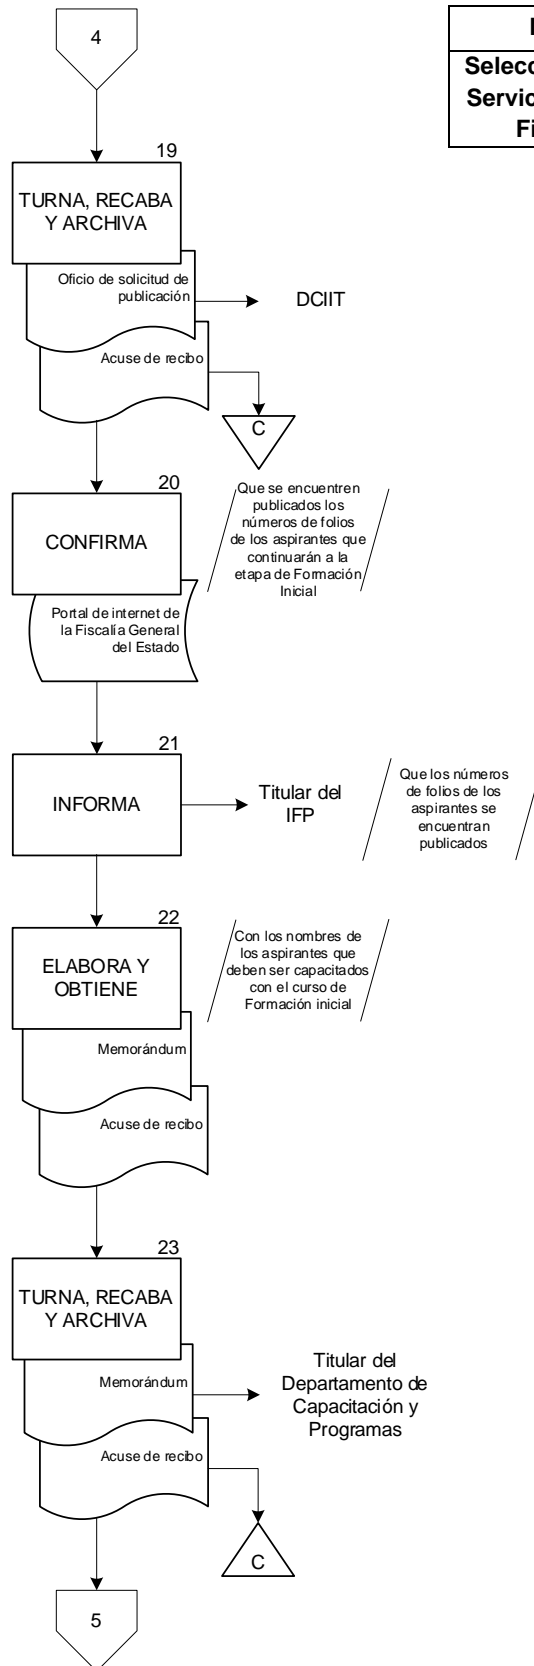 4
Selecc
Servic
Fi
19
TURNA, RECABA
Y ARCHIVA
Oficio de solicitud de
publicación
DCIIT
Acuse de recibo
C
20
CONFIRMA
Que se encuentren
publicados los
números de folios
de los aspirantes que
continuarán a la
etapa de Formación
Inicial
Portal de internet de
la Fiscalía General
del Estado
21
INFORMA
Titular del
IFP
Que los números
de folios de los
aspirantes se
encuentran
publicados
22
ELABORA Y
OBTIENE
Con los nombres de
los aspirantes que
deben ser capacitados
con el curso de
Formación inicial
Memorándum
Acuse de recibo
23
TURNA, RECABA
Y ARCHIVA
Memorándum
Titular del
Departamento de
Capacitación y
Programas
Acuse de recibo
C
5